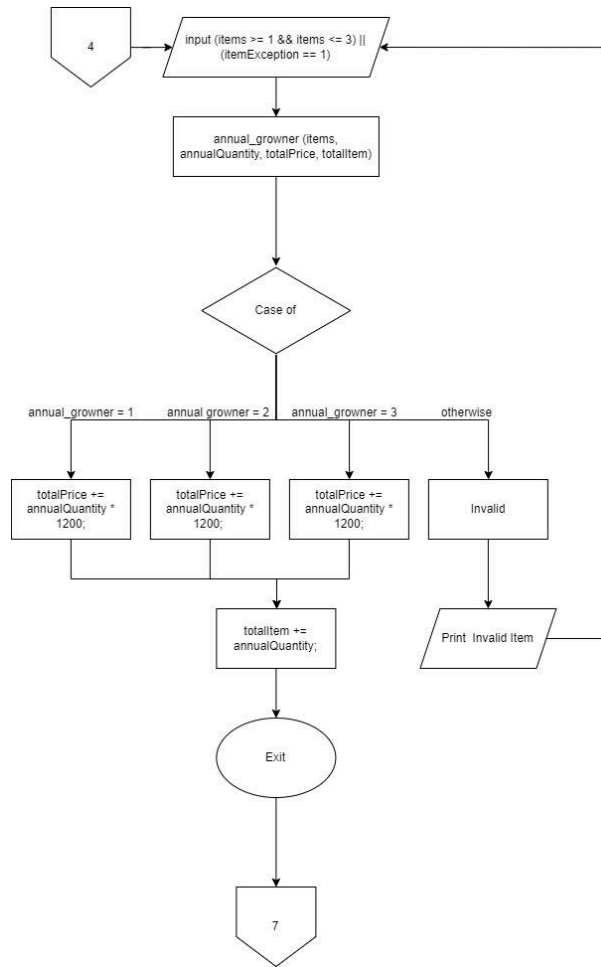 4
input (items >= 1 && items <= 3) ||
(itemException == 1)
annual_growner (items,
annualQuantity, totalPrice, totalItem)
Case of
annual_growner = 1
annual growner = 2
annual_growner = 3
otherwise
totalPrice +=
annualQuantity *
1200;
totalPrice +=
annualQuantity *
1200;
totalPrice +=
annualQuantity *
1200;
Invalid
totalItem +=
annualQuantity;
Print Invalid Item
Exit
7